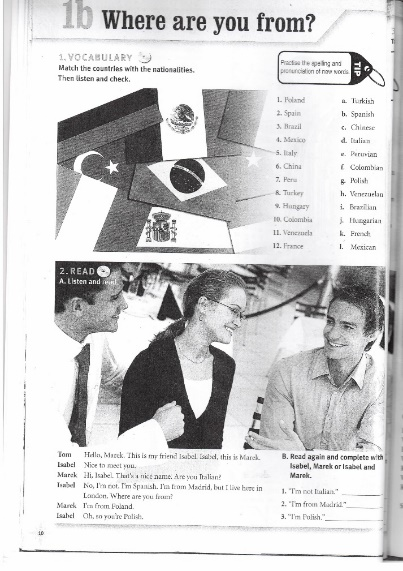 1b Where are you from?
1. VOCABULARY
Match the countries with the nationalities.
Then listen and check.
Practise the spelling and
pronunciation of new words.
TIP
1. Poland
2. Spain
3. Brazil
4. Mexico
5. Italy
6. China
7. Peru
8. Turkey
9. Hungary
10. Colombia
11. Venezuela
12. France
a. Turkish
b. Spanish
c. Chinese
d. Italian
e. Peruvian
f. Colombian
g. Polish
h. Venezuelan
i. Brazilian
j. Hungarian
k. French
l. Mexican
2. READ
A. Listen and read.
Tom Hello, Marek. This is my friend Isabel. Isabel, this is Marek.
Isabel Nice to meet you.
Marek Hi, Isabel. That's a nice name. Are you Italian?
Isabel No, I'm not. I'm Spanish. I'm from Madrid, but I live here in
London. Where are you from?
Marek I'm from Poland.
Isabel Oh, so you're Polish.
B. Read again and complete with
Isabel, Marek or Isabel and
Marek.
1. "I'm not Italian."
2. "I'm from Madrid."
3. "I'm Polish."
10